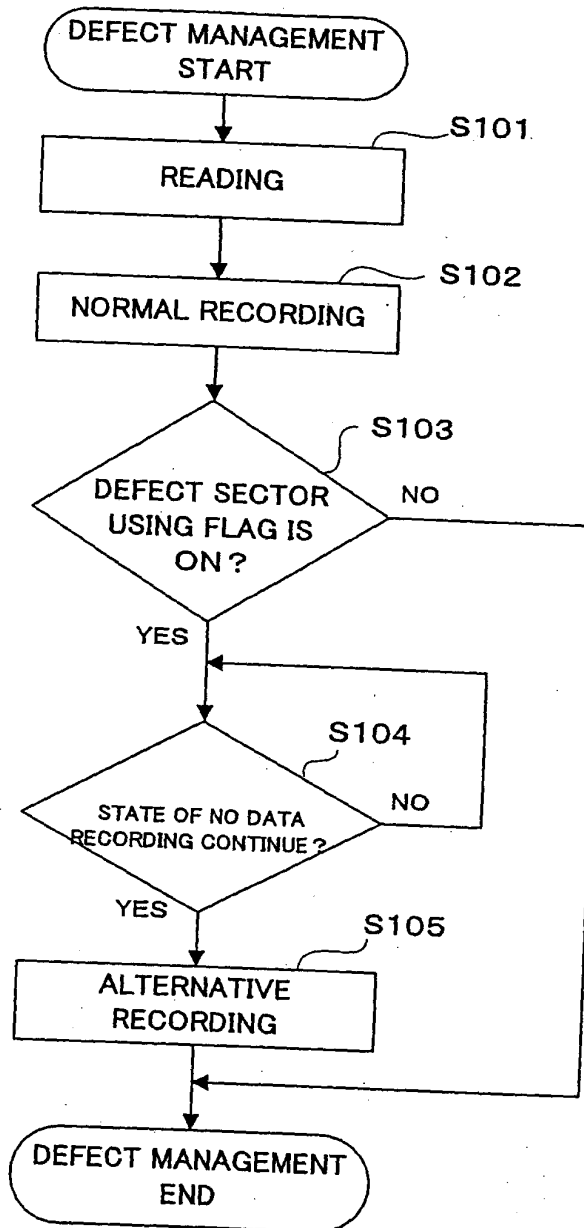 DEFECT MANAGEMENT
START
S101
READING
S102
NORMAL RECORDING
S103
DEFECT SECTOR
USING FLAG IS
ON?
NO
YES
S104
STATE OF NO DATA
RECORDING CONTINUE?
NO
YES
S105
ALTERNATIVE
RECORDING
DEFECT MANAGEMENT
END